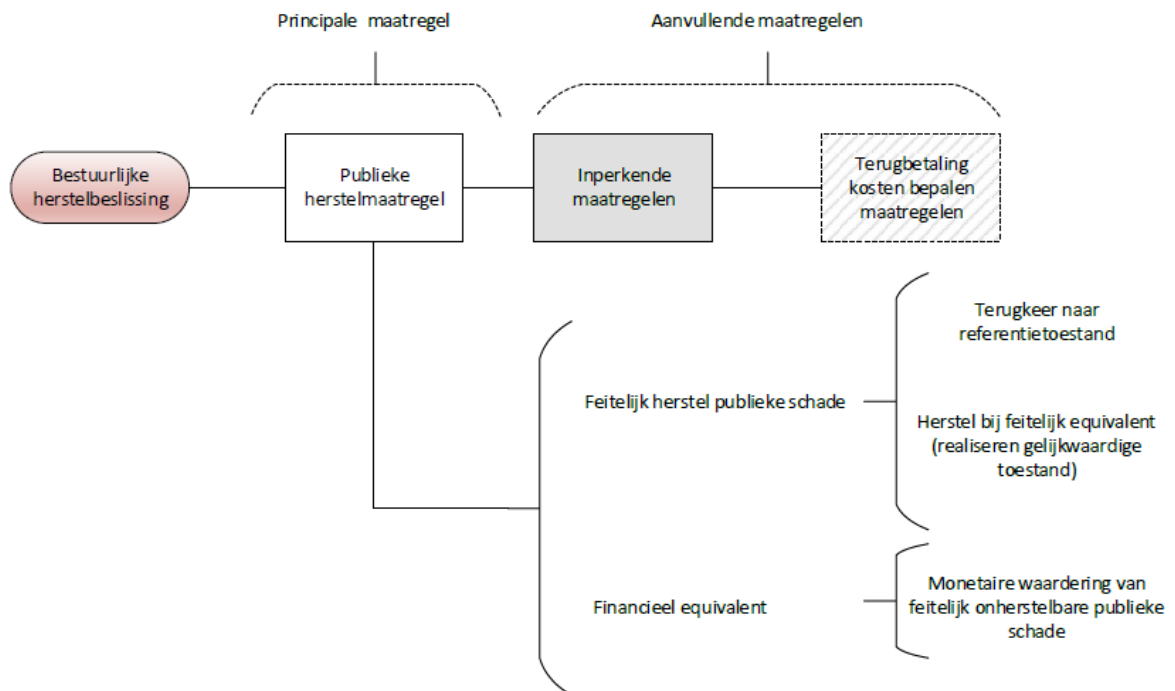 Principale maatregel
Aanvullende maatregelen
Bestuurlijke
herstelbeslissing
Publieke
herstelmaatregel
Inperkende
maatregelen
Terugbetaling
kosten bepalen
maatregelen
Terugkeer naar
referentietoestand
Feitelijk herstel publieke schade
Herstel bij feitelijk equivalent
(realiseren gelijkwaardige
toestand)
Financieel equivalent
Monetaire waardering van
feitelijk onherstelbare publieke
schade